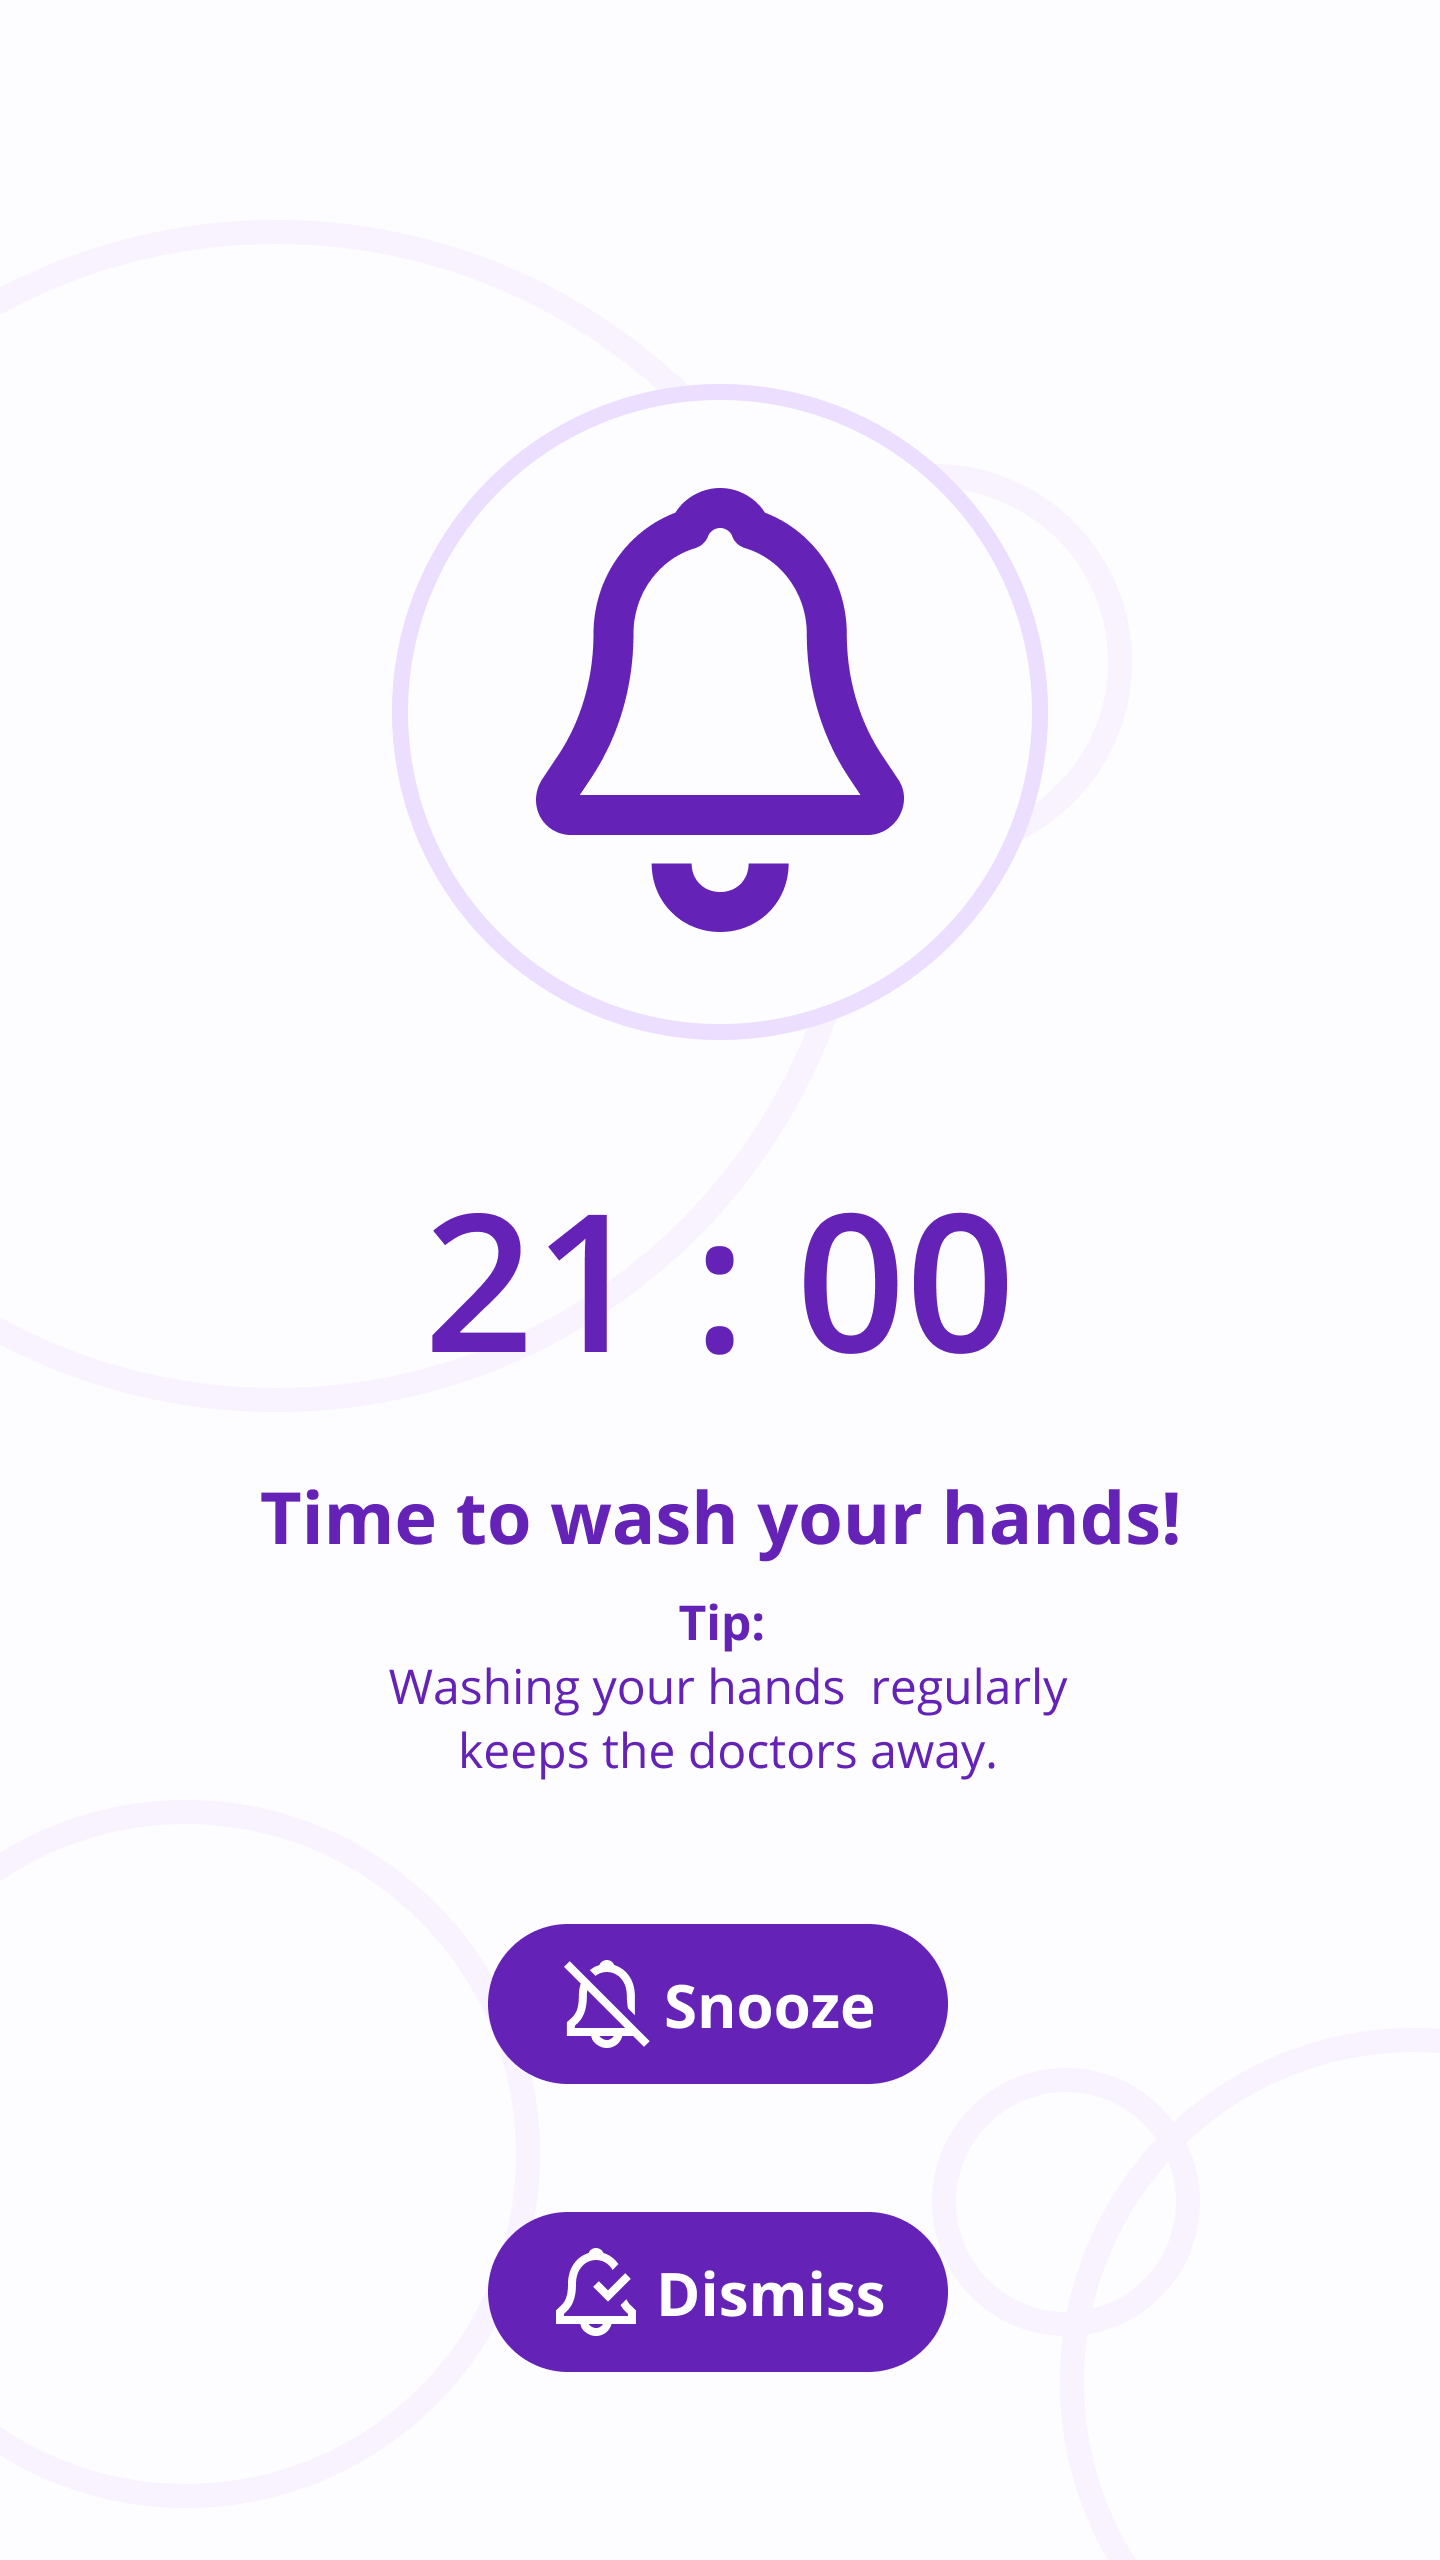 21 : 00
Time to wash your hands!
Tip:
Washing your hands  regularly
keeps the doctors away.
Snooze
Dismiss